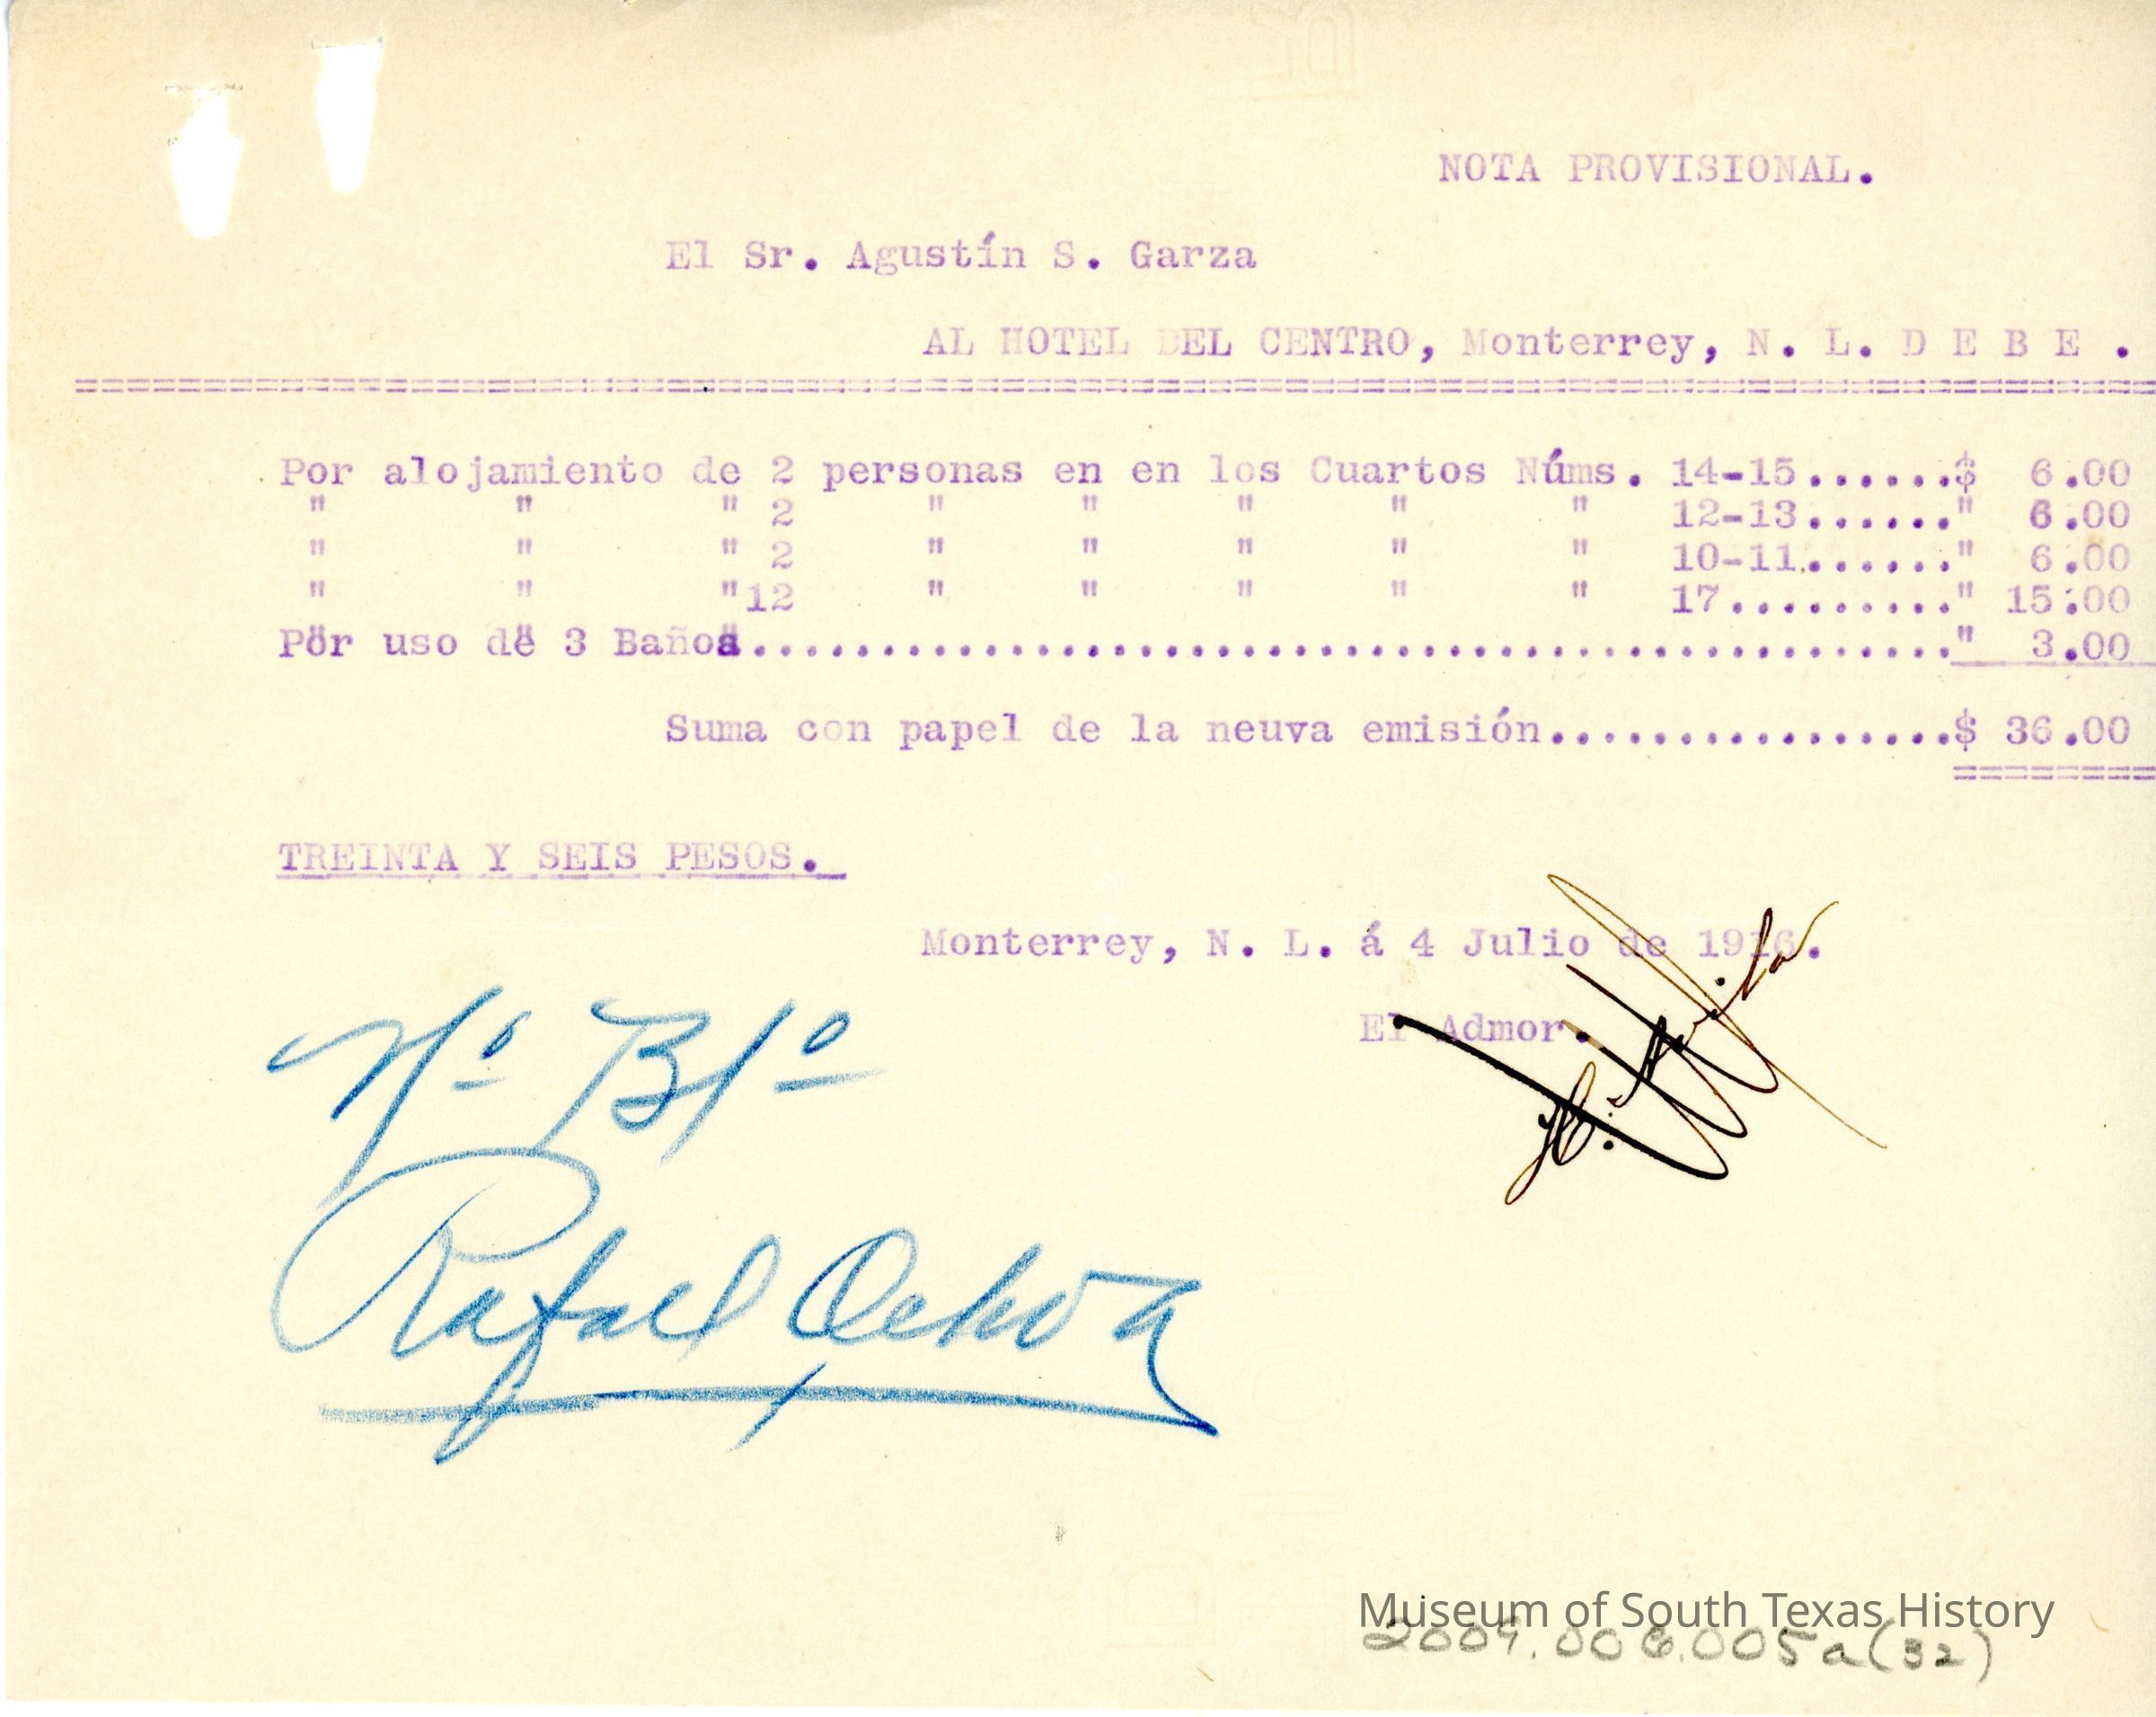 NOTA PROVISIONAL.
El Sr. Agustín S. Garza
AL HOTEL DEL CENTRO, Monterrey, N. L. D E B E .
Por alojamiento de 2 personas en en los Cuartos Núms. 14-15......$ 6.00
" " " 2 " " " " " 12-13......" 6.00
" " " 2 " " " " " 10-11......" 6.00
" " "12 " " " " " 17........." 15.00
Por uso de 3 Baños..............................................." 3.00
Suma con papel de la neuva emisión................$ 36.00
TREINTA Y SEIS PESOS.
Monterrey, N. L. á 4 Julio de 1916.
El Admor.
Vo Bo
Rafael Ochoa
Museum of South Texas History
2009.006.005a(32)